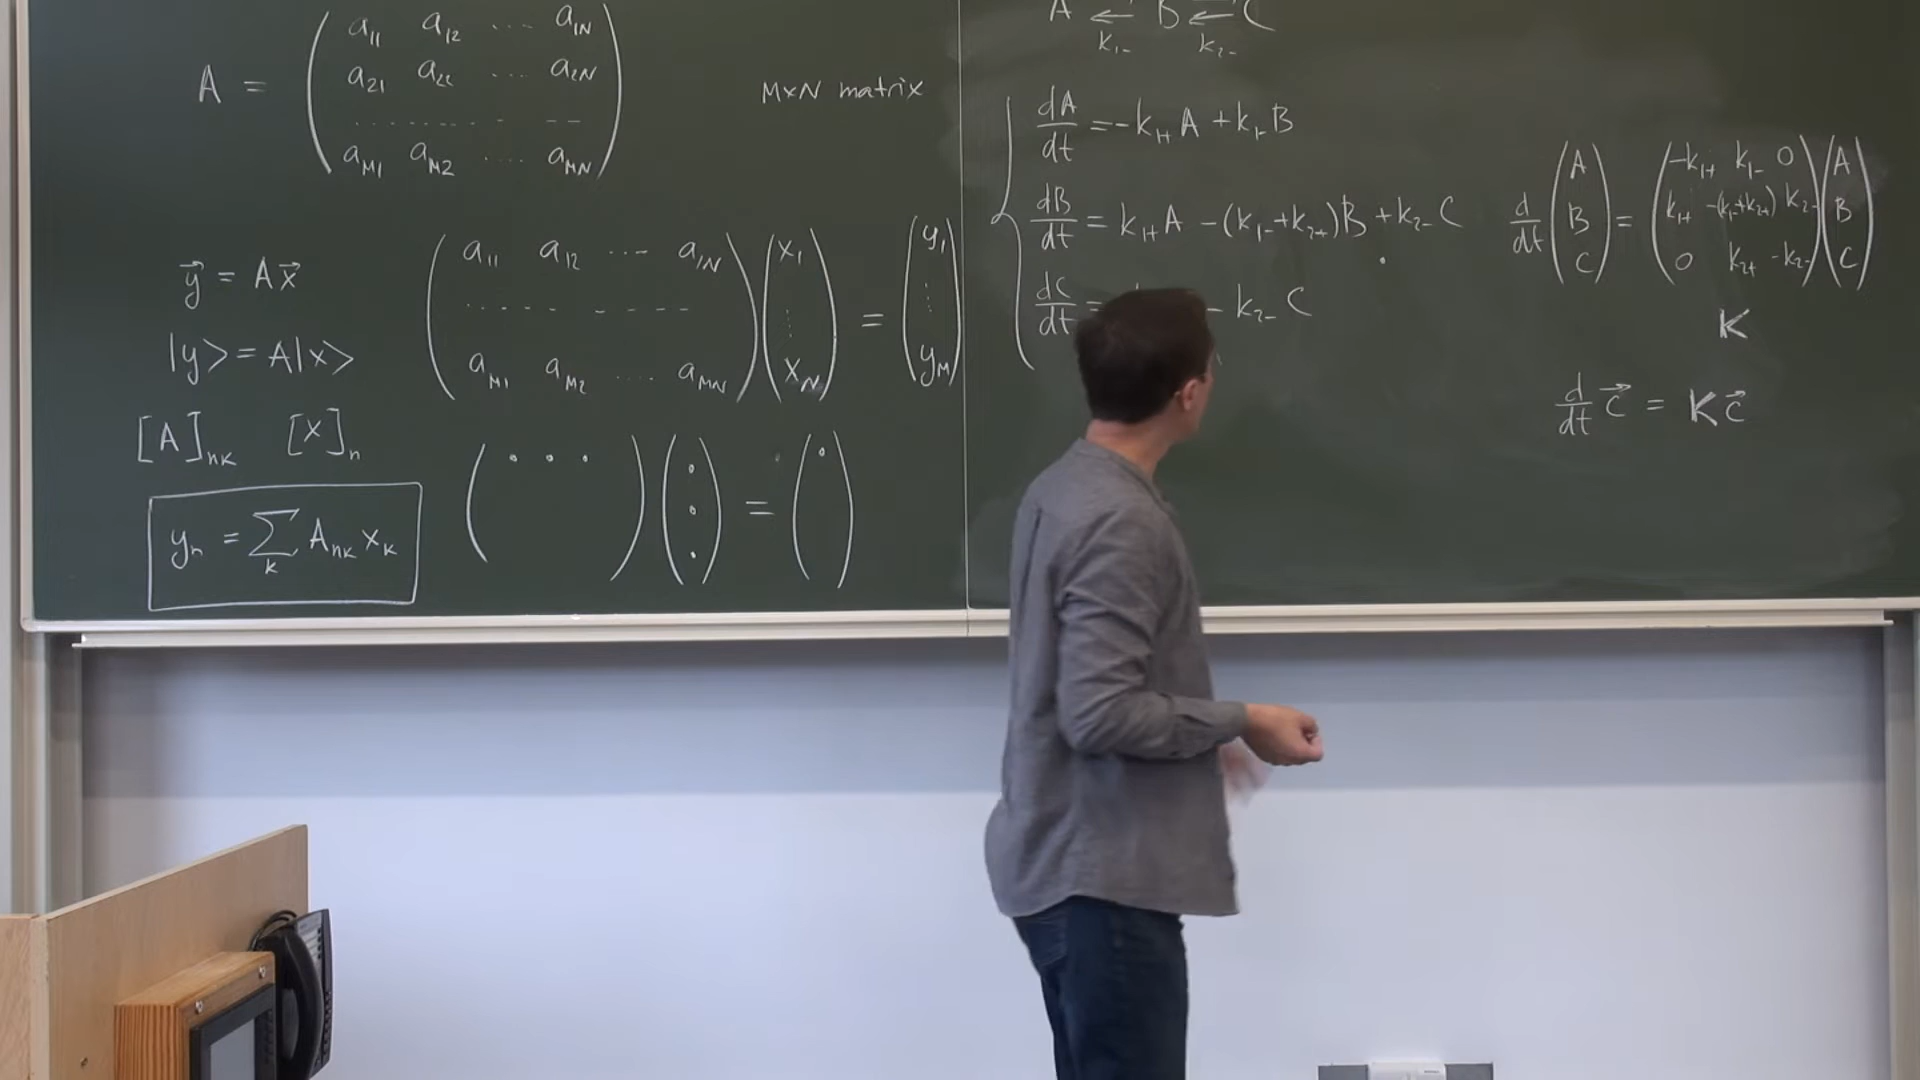 A = ( a₁₁ a₁₂ .... a₁N
a₂₁ a₂₂ .... a₂N
......... --
aM₁ aM₂ .... aMN )
M×N matrix
y⃗ = Ax⃗
|y> = A|x>
[A]nk [x]n
yn = ∑k Ank xk
( a₁₁ a₁₂ ... a₁N
...... - - - - -
aM₁ aM₂ .... aMN ) ( x₁ ⋮ xN ) = ( y₁ ⋮ yM )
( . . . ) ( . . . ) = ( . )
A ← B ← C
k₁₋ k₂₋
dA/dt = -k₁₊A + k₁₋B
dB/dt = k₁₊A - (k₁₋+k₂₊)B + k₂₋C
dC/dt = - k₂₋C
d/dt ( A B C ) = ( -k₁₊ k₁₋ 0
k₁₊ -(k₁₋+k₂₊) k₂₋
0 k₂₊ -k₂₋ ) ( A B C )
K
d/dt c⃗ = Kc⃗